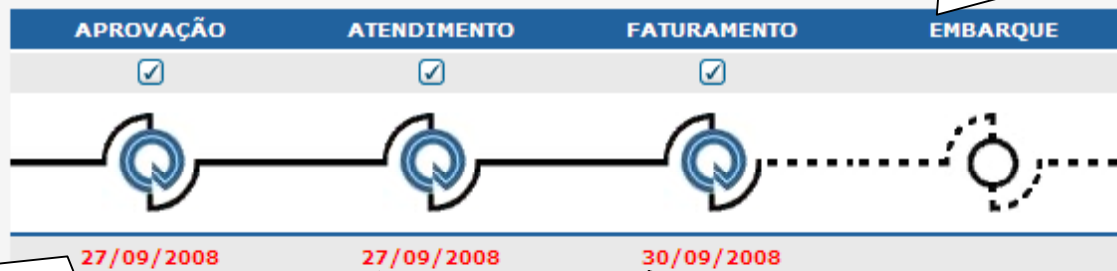 APROVAÇÃO ATENDIMENTO FATURAMENTO EMBARQUE
27/09/2008 27/09/2008 30/09/2008